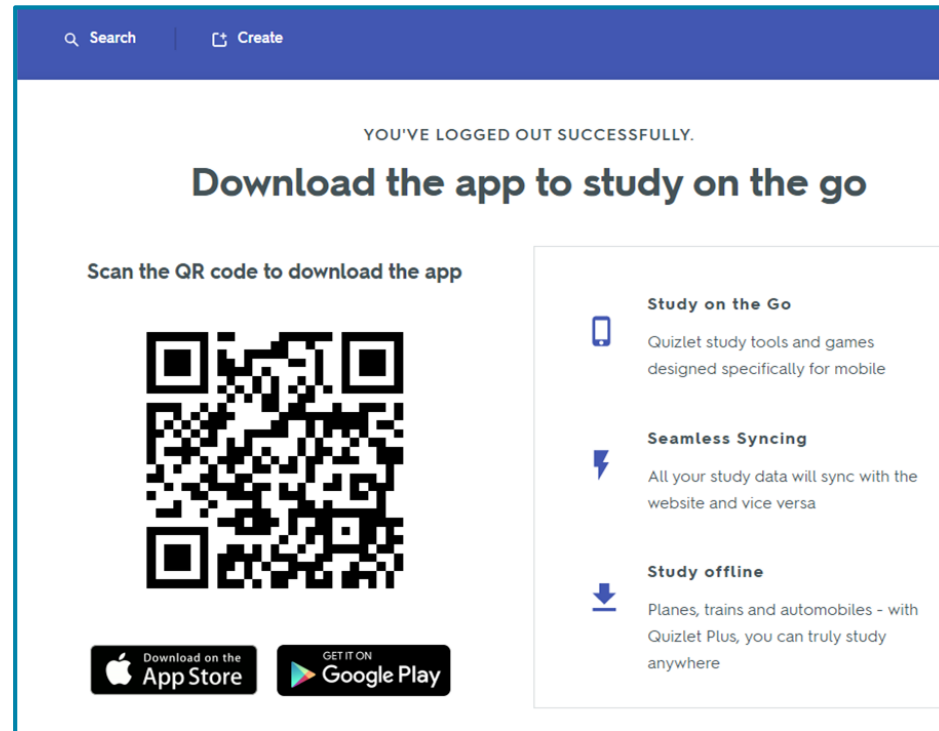 Search
Create
YOU'VE LOGGED OUT SUCCESSFULLY.
Download the app to study on the go
Scan the QR code to download the app
Download on the
App Store
GET IT ON
Google Play
Study on the Go
Quizlet study tools and games
designed specifically for mobile
Seamless Syncing
All your study data will sync with the
website and vice versa
Study offline
Planes, trains and automobiles - with
Quizlet Plus, you can truly study
anywhere